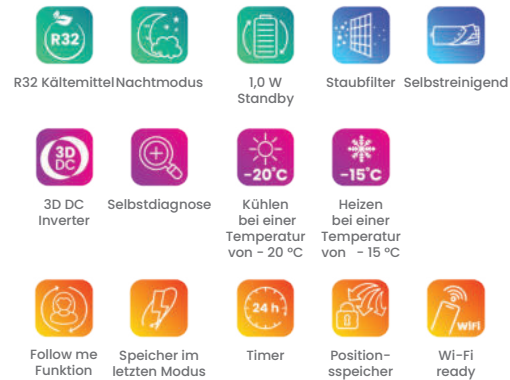 R32
R32 Kältemittel
Nachtmodus
1,0 W
Standby
Staubfilter
Selbstreinigend
3D
DC
3D DC
Inverter
Selbstdiagnose
-20°C
Kühlen
bei einer
Temperatur
von - 20 °C
-15°C
Heizen
bei einer
Temperatur
von - 15 °C
Follow me
Funktion
Speicher im
letzten Modus
24 h
Timer
Position-
sspeicher
WiFi
Wi-Fi
ready